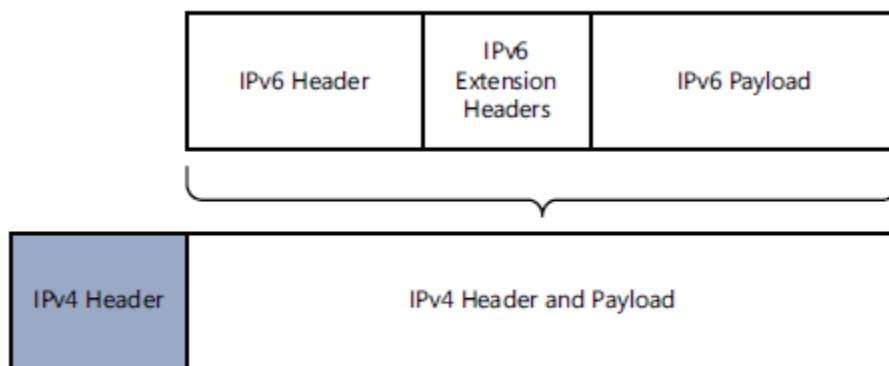 IPv6 Header
IPv6
Extension
Headers
IPv6 Payload
IPv4 Header
IPv4 Header and Payload